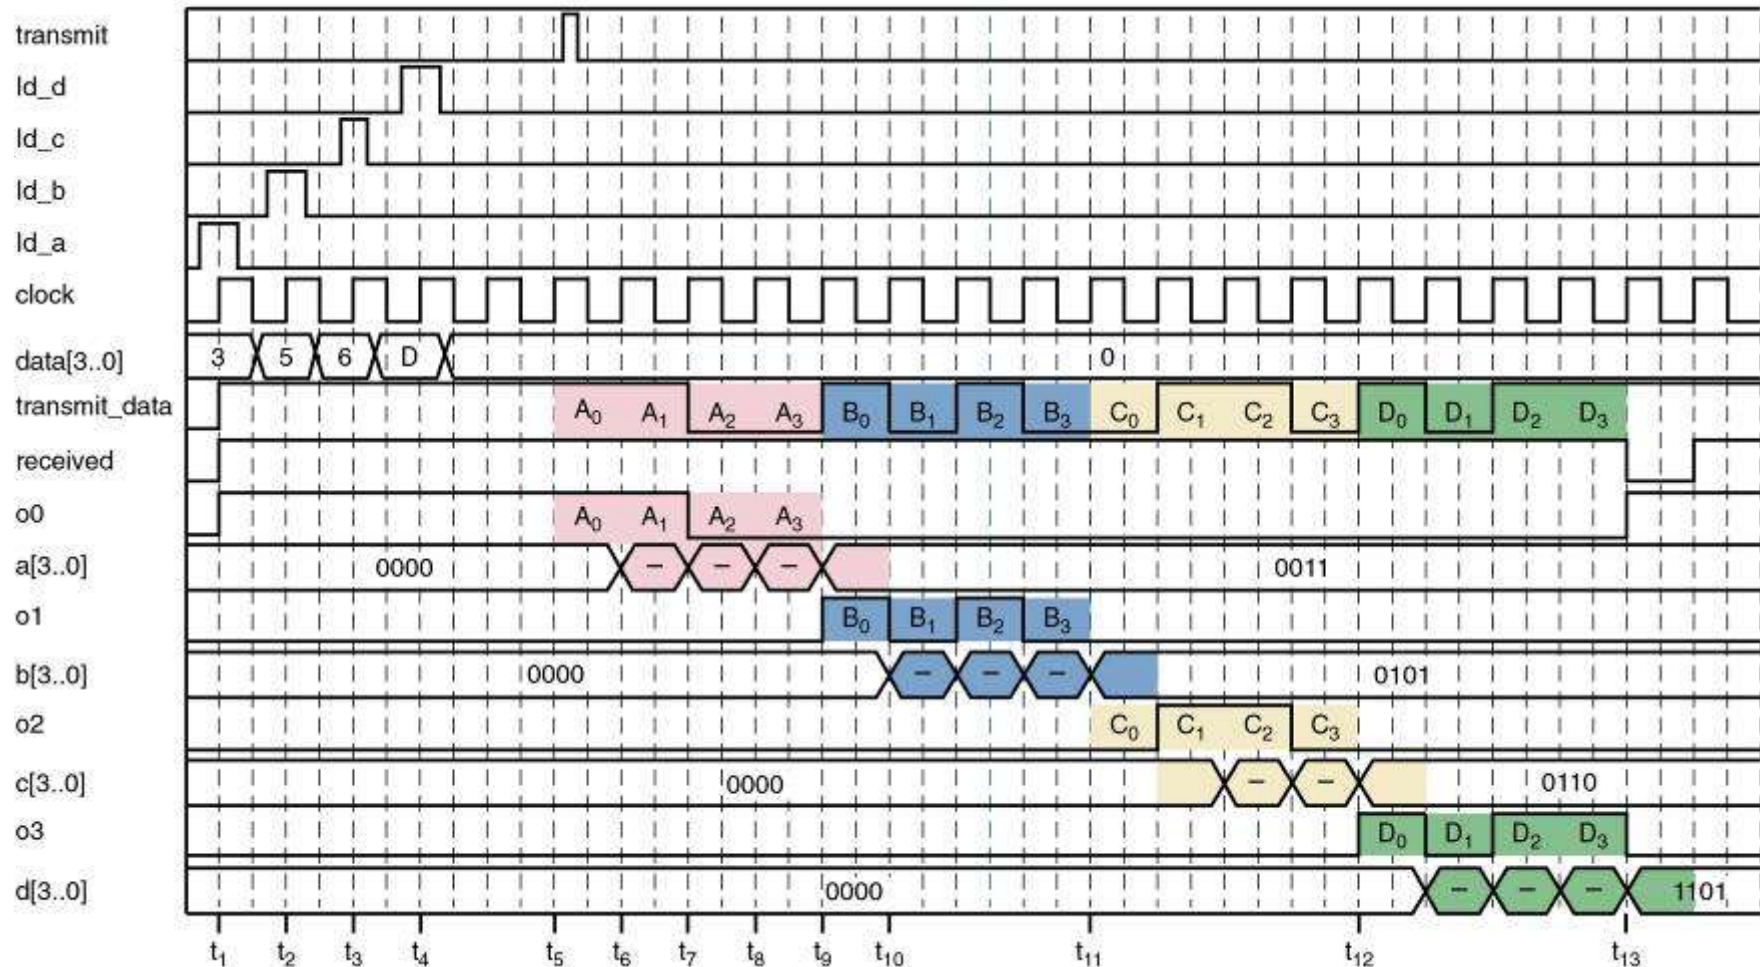 transmit
ld_d
ld_c
ld_b
ld_a
clock
data[3..0] 3 5 6 D 0
transmit_data A₀ A₁ A₂ A₃ B₀ B₁ B₂ B₃ C₀ C₁ C₂ C₃ D₀ D₁ D₂ D₃
received
o0 A₀ A₁ A₂ A₃
a[3..0] 0000 – – – 0011
o1 B₀ B₁ B₂ B₃
b[3..0] 0000 – – – 0101
o2 C₀ C₁ C₂ C₃
c[3..0] 0000 – – 0110
o3 D₀ D₁ D₂ D₃
d[3..0] 0000 – – – 1101
t₁ t₂ t₃ t₄ t₅ t₆ t₇ t₈ t₉ t₁₀ t₁₁ t₁₂ t₁₃